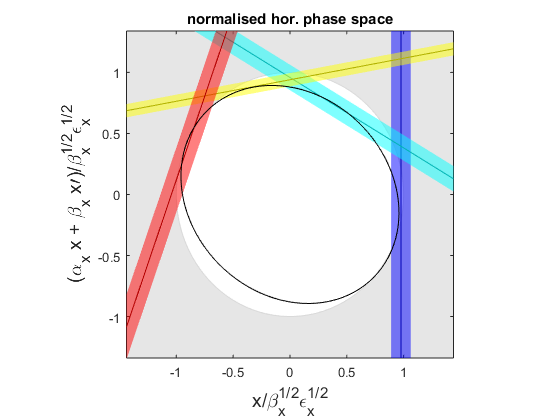 normalised hor. phase space
(α_x x + β_x x′)/β_x^{1/2} ϵ_x^{1/2}
1
0.5
0
-0.5
-1
-1 -0.5 0 0.5 1
x/β_x^{1/2} ϵ_x^{1/2}